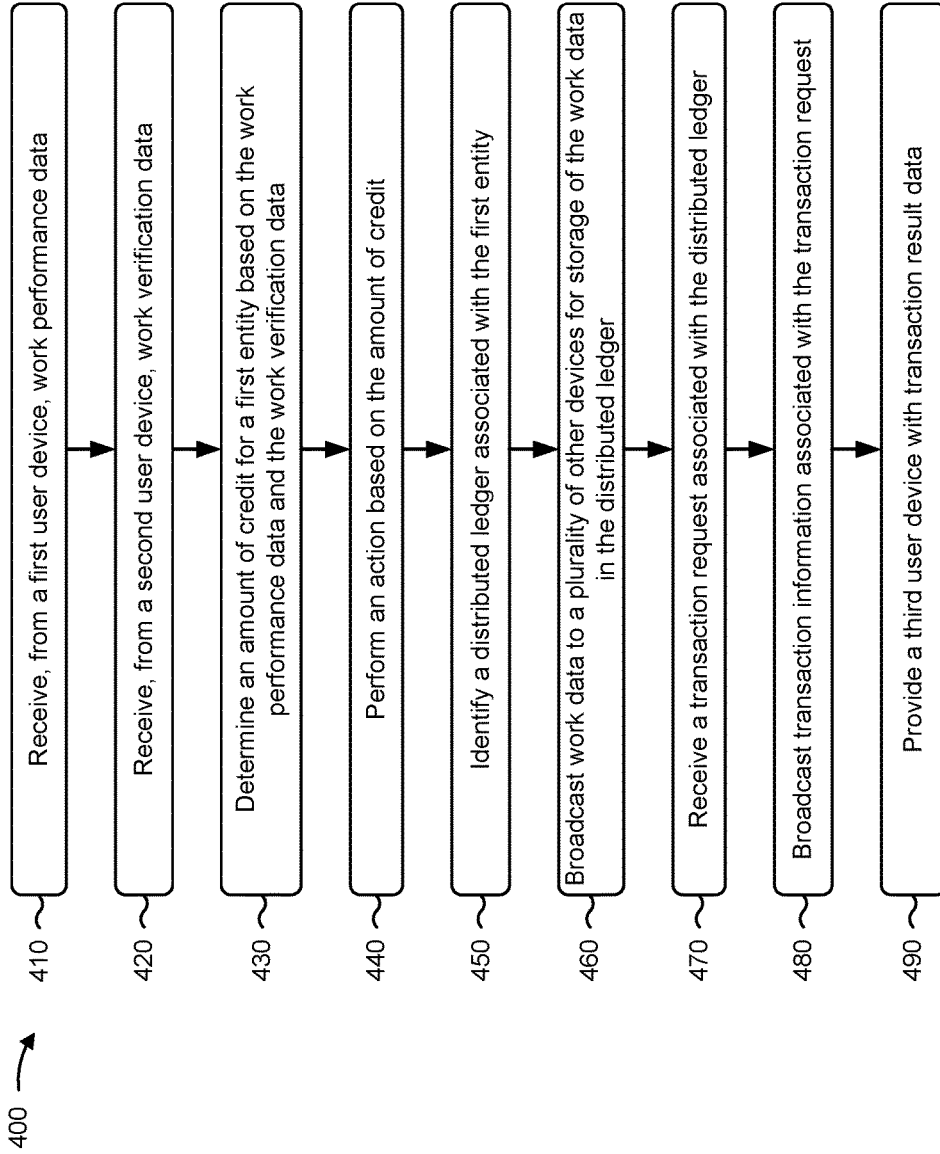 400
410
Receive, from a first user device, work performance data
420
Receive, from a second user device, work verification data
430
Determine an amount of credit for a first entity based on the work
performance data and the work verification data
440
Perform an action based on the amount of credit
450
Identify a distributed ledger associated with the first entity
460
Broadcast work data to a plurality of other devices for storage of the work data
in the distributed ledger
470
Receive a transaction request associated with the distributed ledger
480
Broadcast transaction information associated with the transaction request
490
Provide a third user device with transaction result data